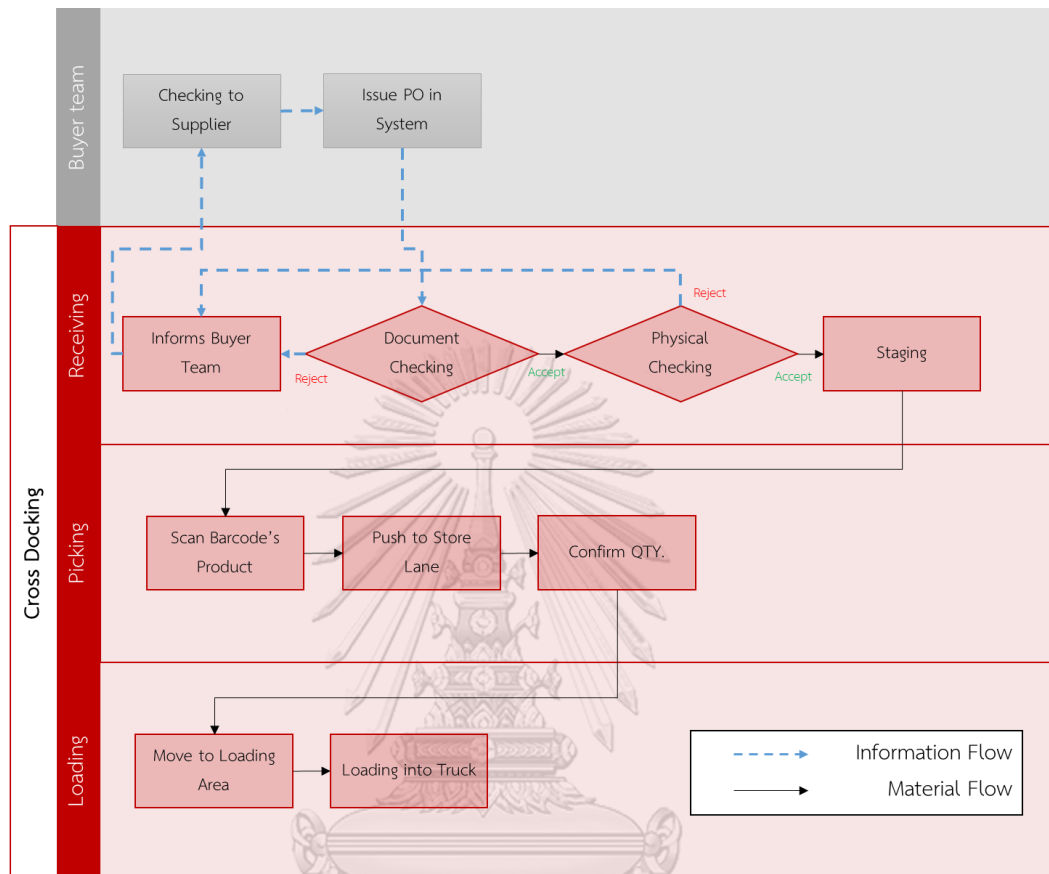 Buyer team
Checking to
Supplier
Issue PO in
System
Cross Docking
Receiving
Informs Buyer
Team
Reject
Document
Checking
Accept
Physical
Checking
Reject
Accept
Staging
Picking
Scan Barcode's
Product
Push to Store
Lane
Confirm QTY.
Loading
Move to Loading
Area
Loading into Truck
Information Flow
Material Flow